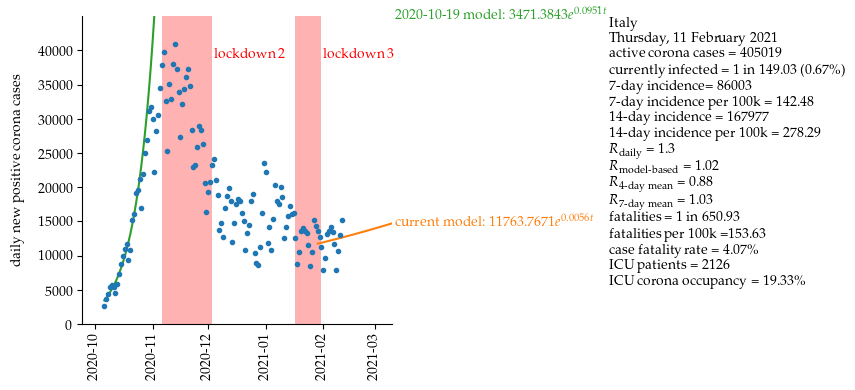 2020-10-19 model: 3471.3843e^0.0951t
Italy
Thursday, 11 February 2021
active corona cases = 405019
currently infected = 1 in 149.03 (0.67%)
7-day incidence= 86003
7-day incidence per 100k = 142.48
14-day incidence = 167977
14-day incidence per 100k = 278.29
R_daily = 1.3
R_model-based = 1.02
R_4-day mean = 0.88
R_7-day mean = 1.03
fatalities = 1 in 650.93
fatalities per 100k =153.63
case fatality rate = 4.07%
ICU patients = 2126
ICU corona occupancy = 19.33%
lockdown 2
lockdown 3
current model: 11763.7671e^0.0056t
daily new positive corona cases
40000
35000
30000
25000
20000
15000
10000
5000
0
2020-10
2020-11
2020-12
2021-01
2021-02
2021-03